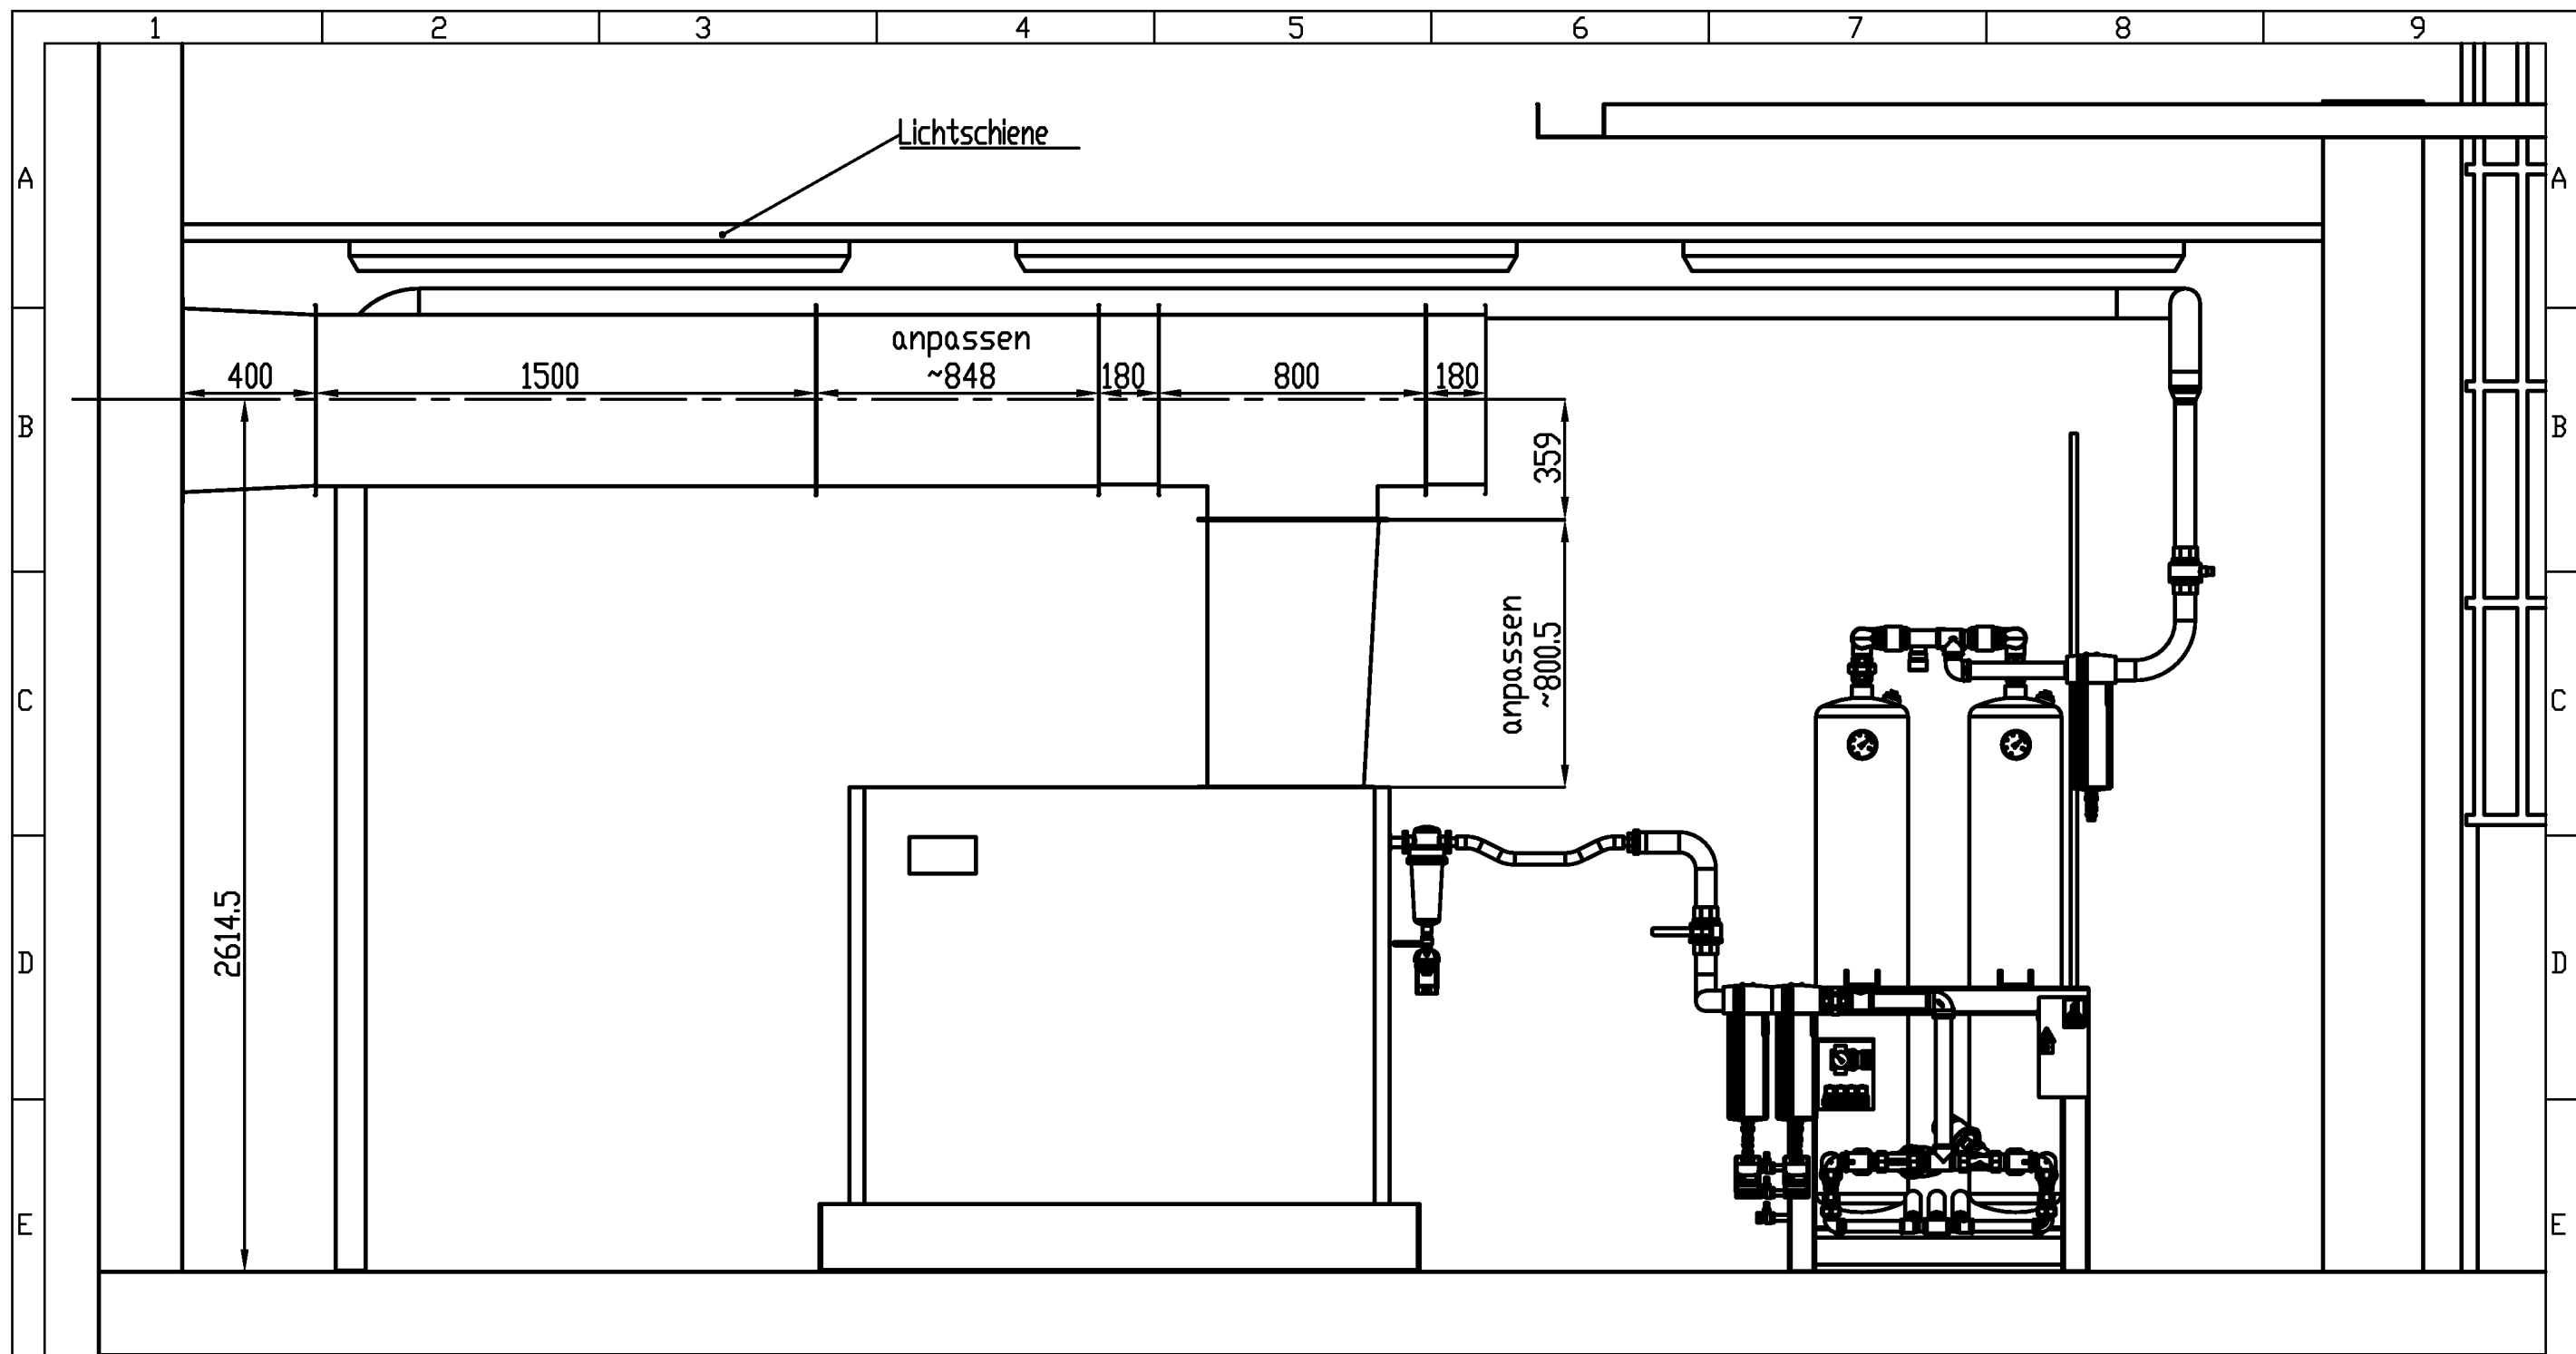 1 2 3 4 5 6 7 8 9
Lichtschiene
A A
anpassen
400 1500 ~848 180 800 180
B B
359
anpassen
~800.5
C C
2614.5
D D
E E